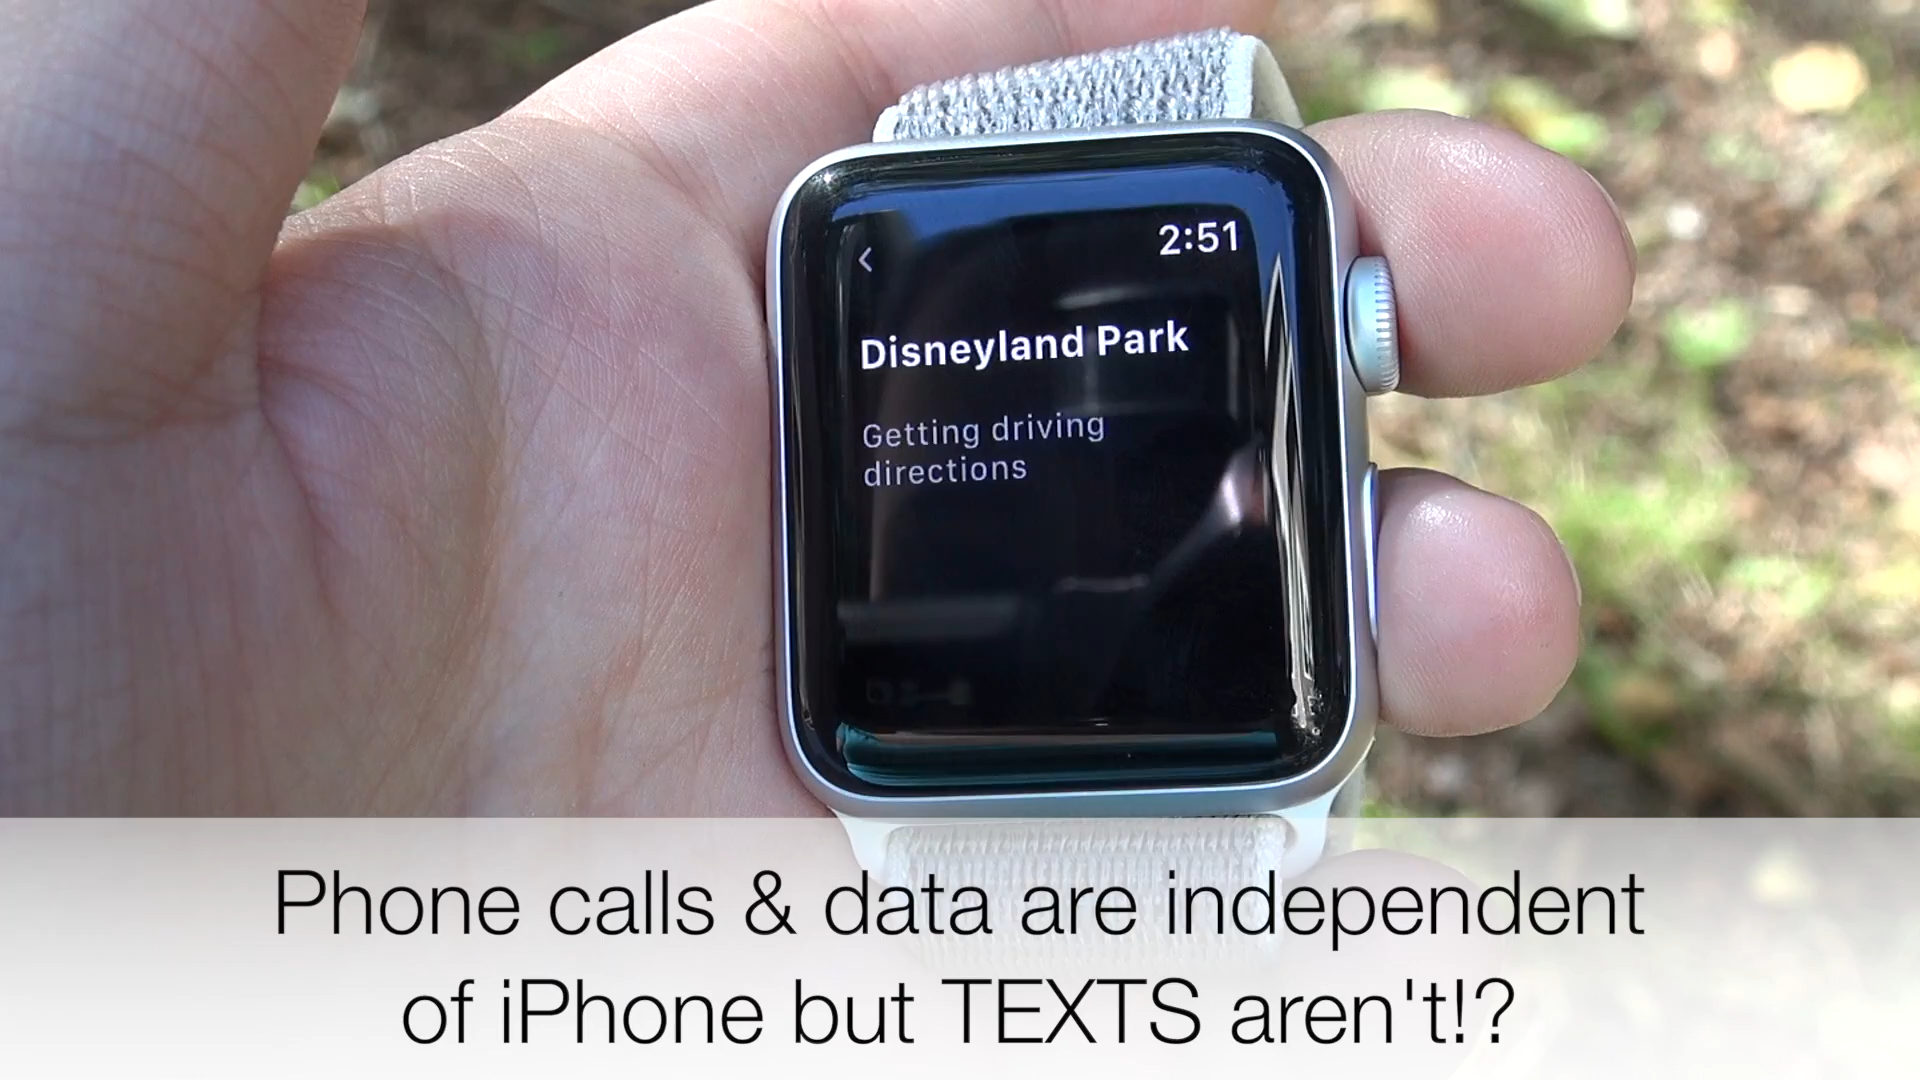 2:51
<
Disneyland Park
Getting driving
directions
Phone calls & data are independent
of iPhone but TEXTS aren't!?